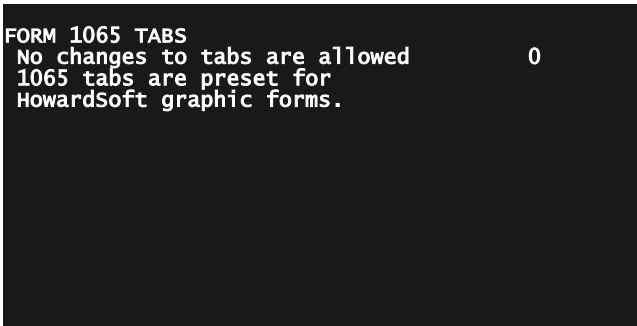 FORM 1065 TABS
No changes to tabs are allowed 0
1065 tabs are preset for
HowardSoft graphic forms.